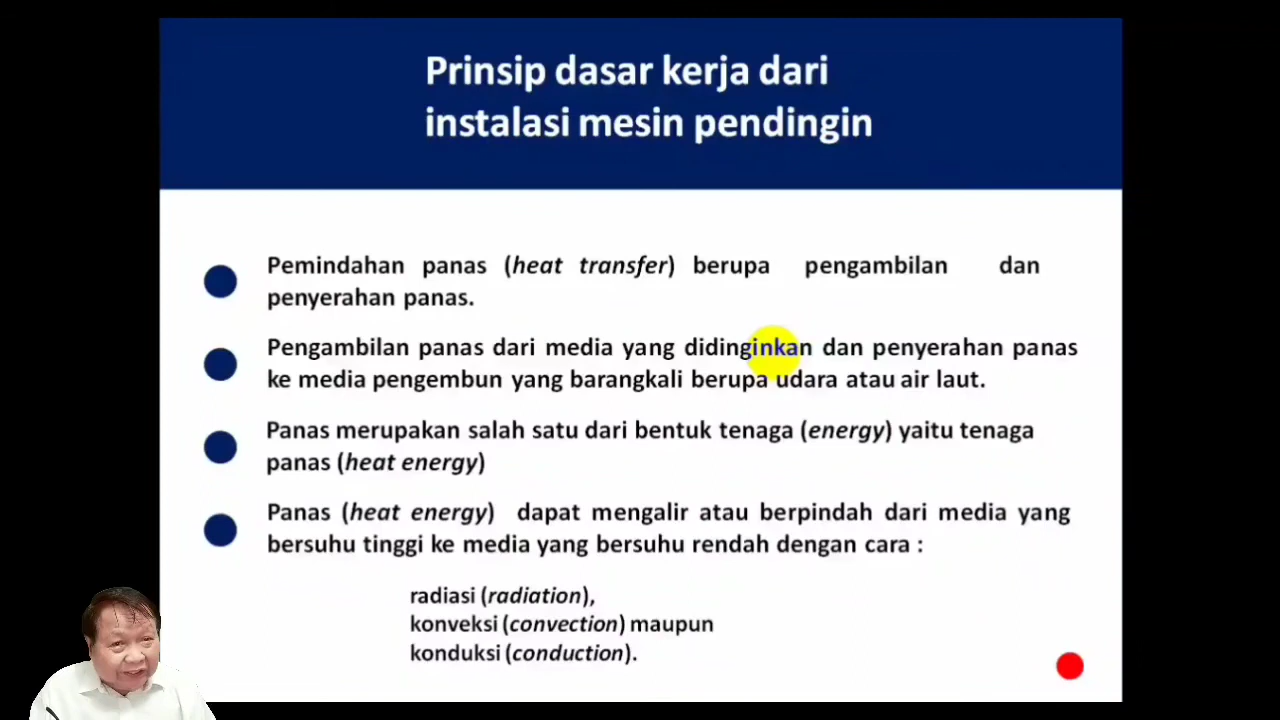 Prinsip dasar kerja dari
instalasi mesin pendingin
Pemindahan panas (heat transfer) berupa pengambilan dan
penyerahan panas.
Pengambilan panas dari media yang didinginkan dan penyerahan panas
ke media pengembun yang barangkali berupa udara atau air laut.
Panas merupakan salah satu dari bentuk tenaga (energy) yaitu tenaga
panas (heat energy)
Panas (heat energy) dapat mengalir atau berpindah dari media yang
bersuhu tinggi ke media yang bersuhu rendah dengan cara :
radiasi (radiation),
konveksi (convection) maupun
konduksi (conduction).